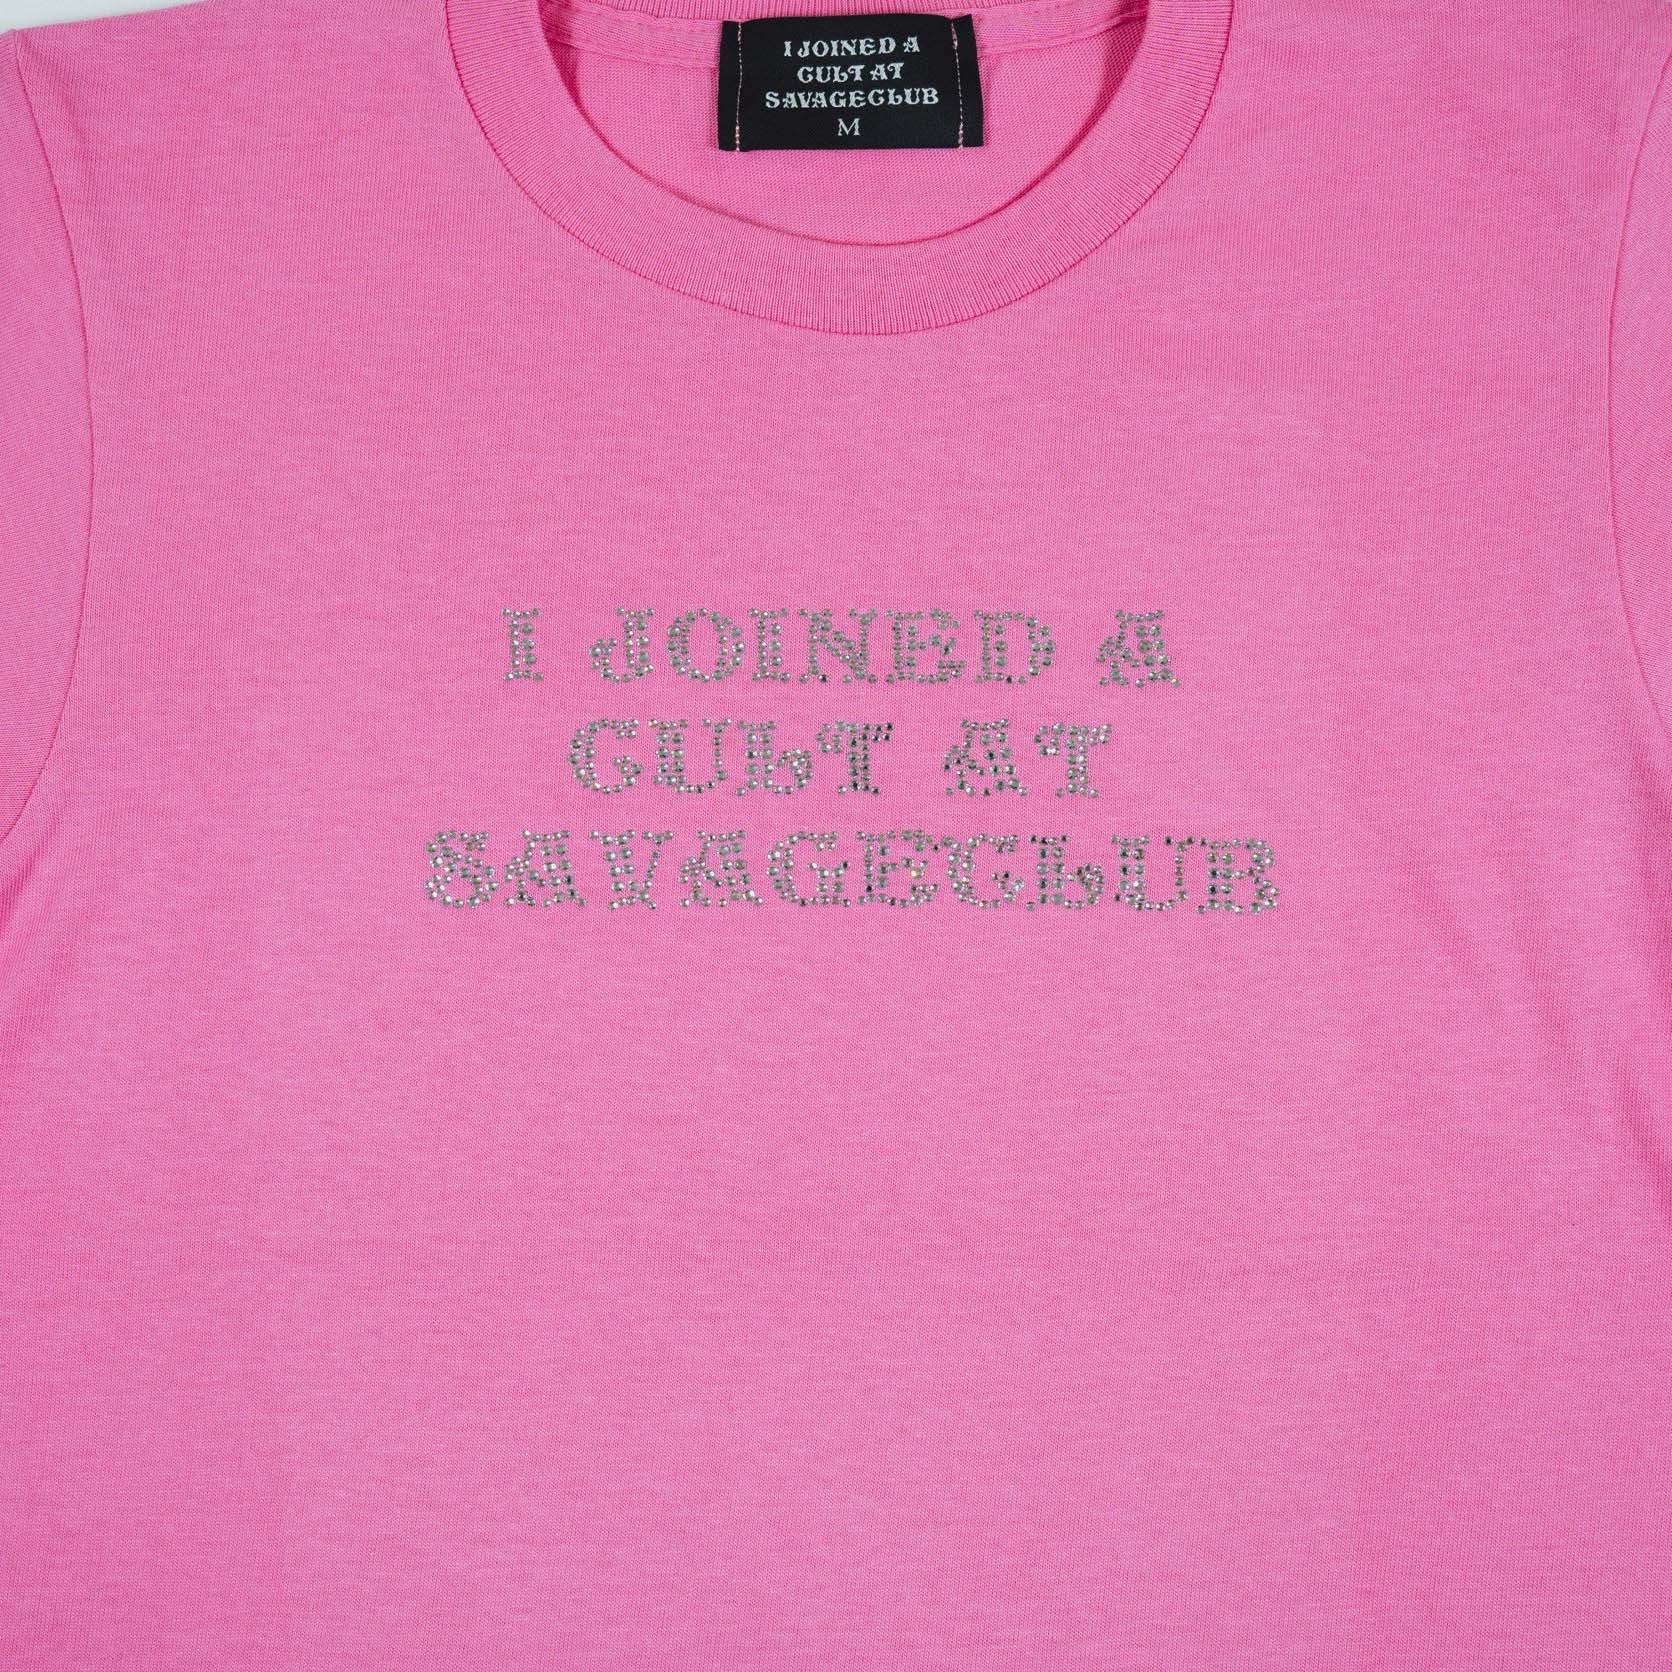 I JOINED A
CULT AT
SAVAGECLUB
M
I JOINED A
CULT AT
SAVAGECLUB